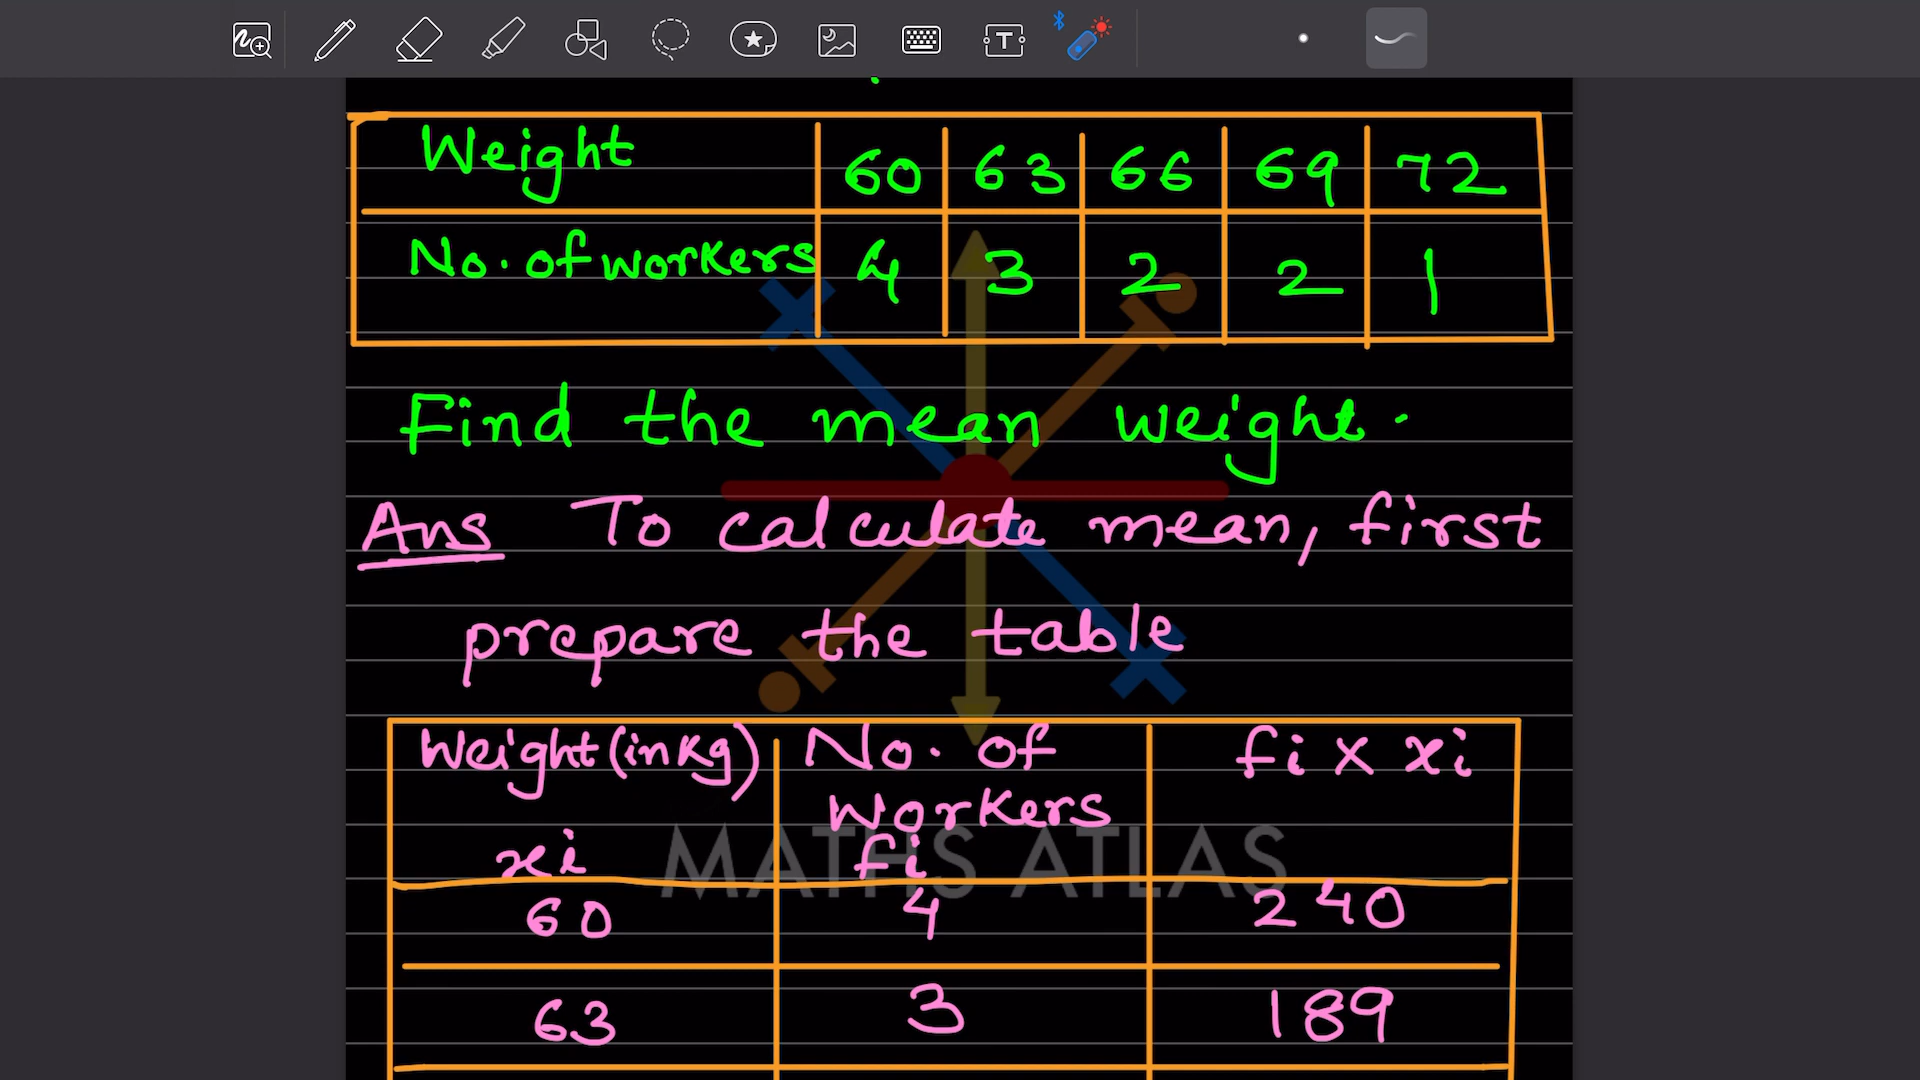 Weight 60 63 66 69 72
No. of workers 4 3 2 2 1
Find the mean weight.
Ans To calculate mean, first
prepare the table
Weight (in Kg) No. of fi x xi
Workers
xi fi
MATHS ATLAS
60 4 240
63 3 189